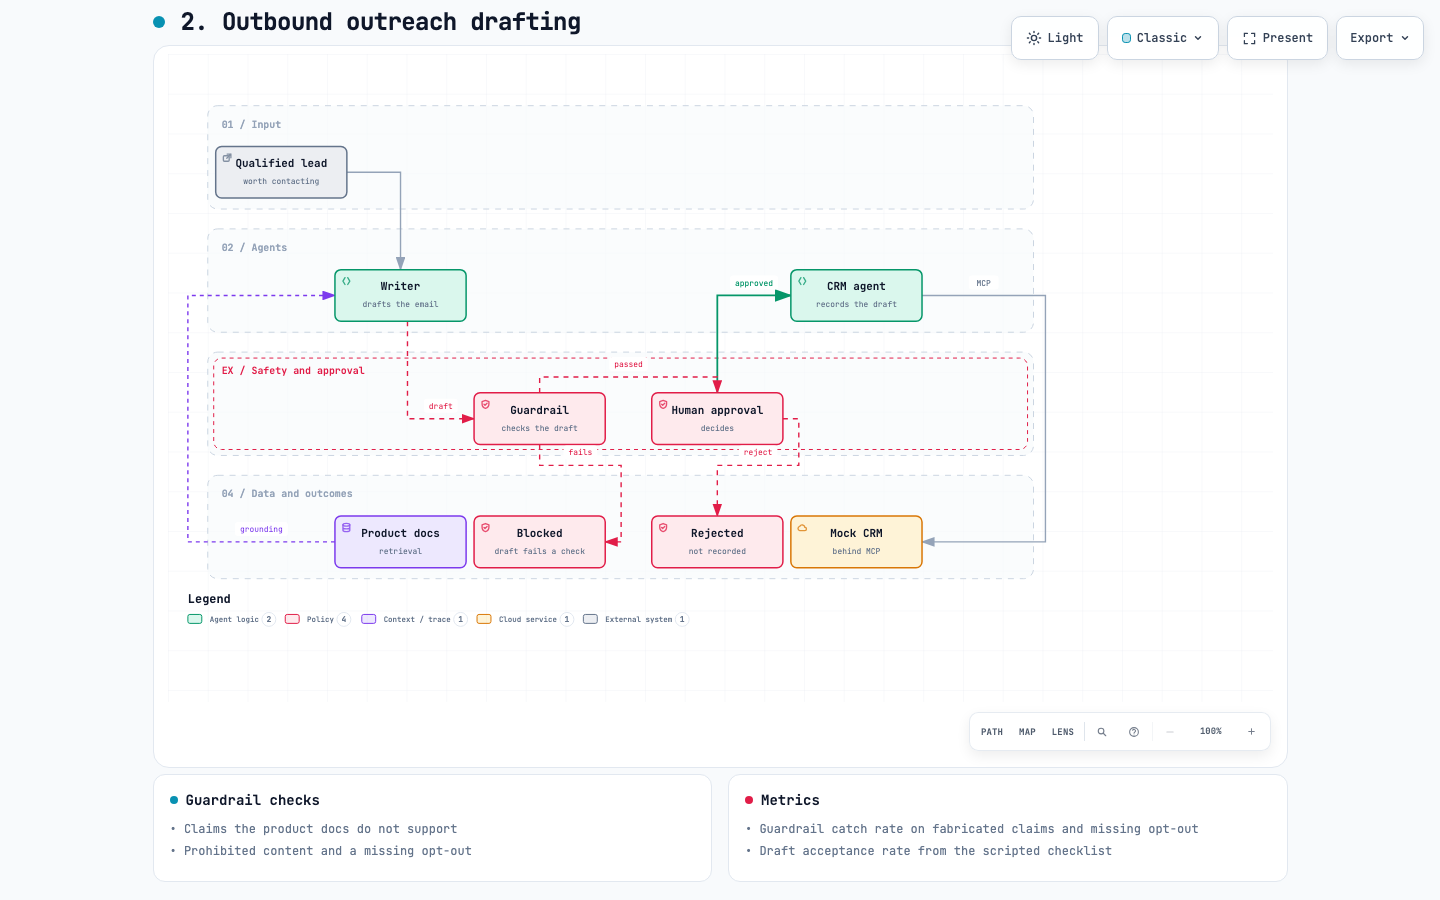 2. Outbound outreach drafting
Light
Classic
Present
Export
01 / Input
Qualified lead
worth contacting
02 / Agents
Writer
drafts the email
approved
CRM agent
records the draft
MCP
EX / Safety and approval
passed
draft
Guardrail
checks the draft
Human approval
decides
fails
reject
04 / Data and outcomes
grounding
Product docs
retrieval
Blocked
draft fails a check
Rejected
not recorded
Mock CRM
behind MCP
Legend
Agent logic 2 Policy 4 Context / trace 1 Cloud service 1 External system 1
PATH MAP LENS 100%
Guardrail checks
• Claims the product docs do not support
• Prohibited content and a missing opt-out
Metrics
• Guardrail catch rate on fabricated claims and missing opt-out
• Draft acceptance rate from the scripted checklist